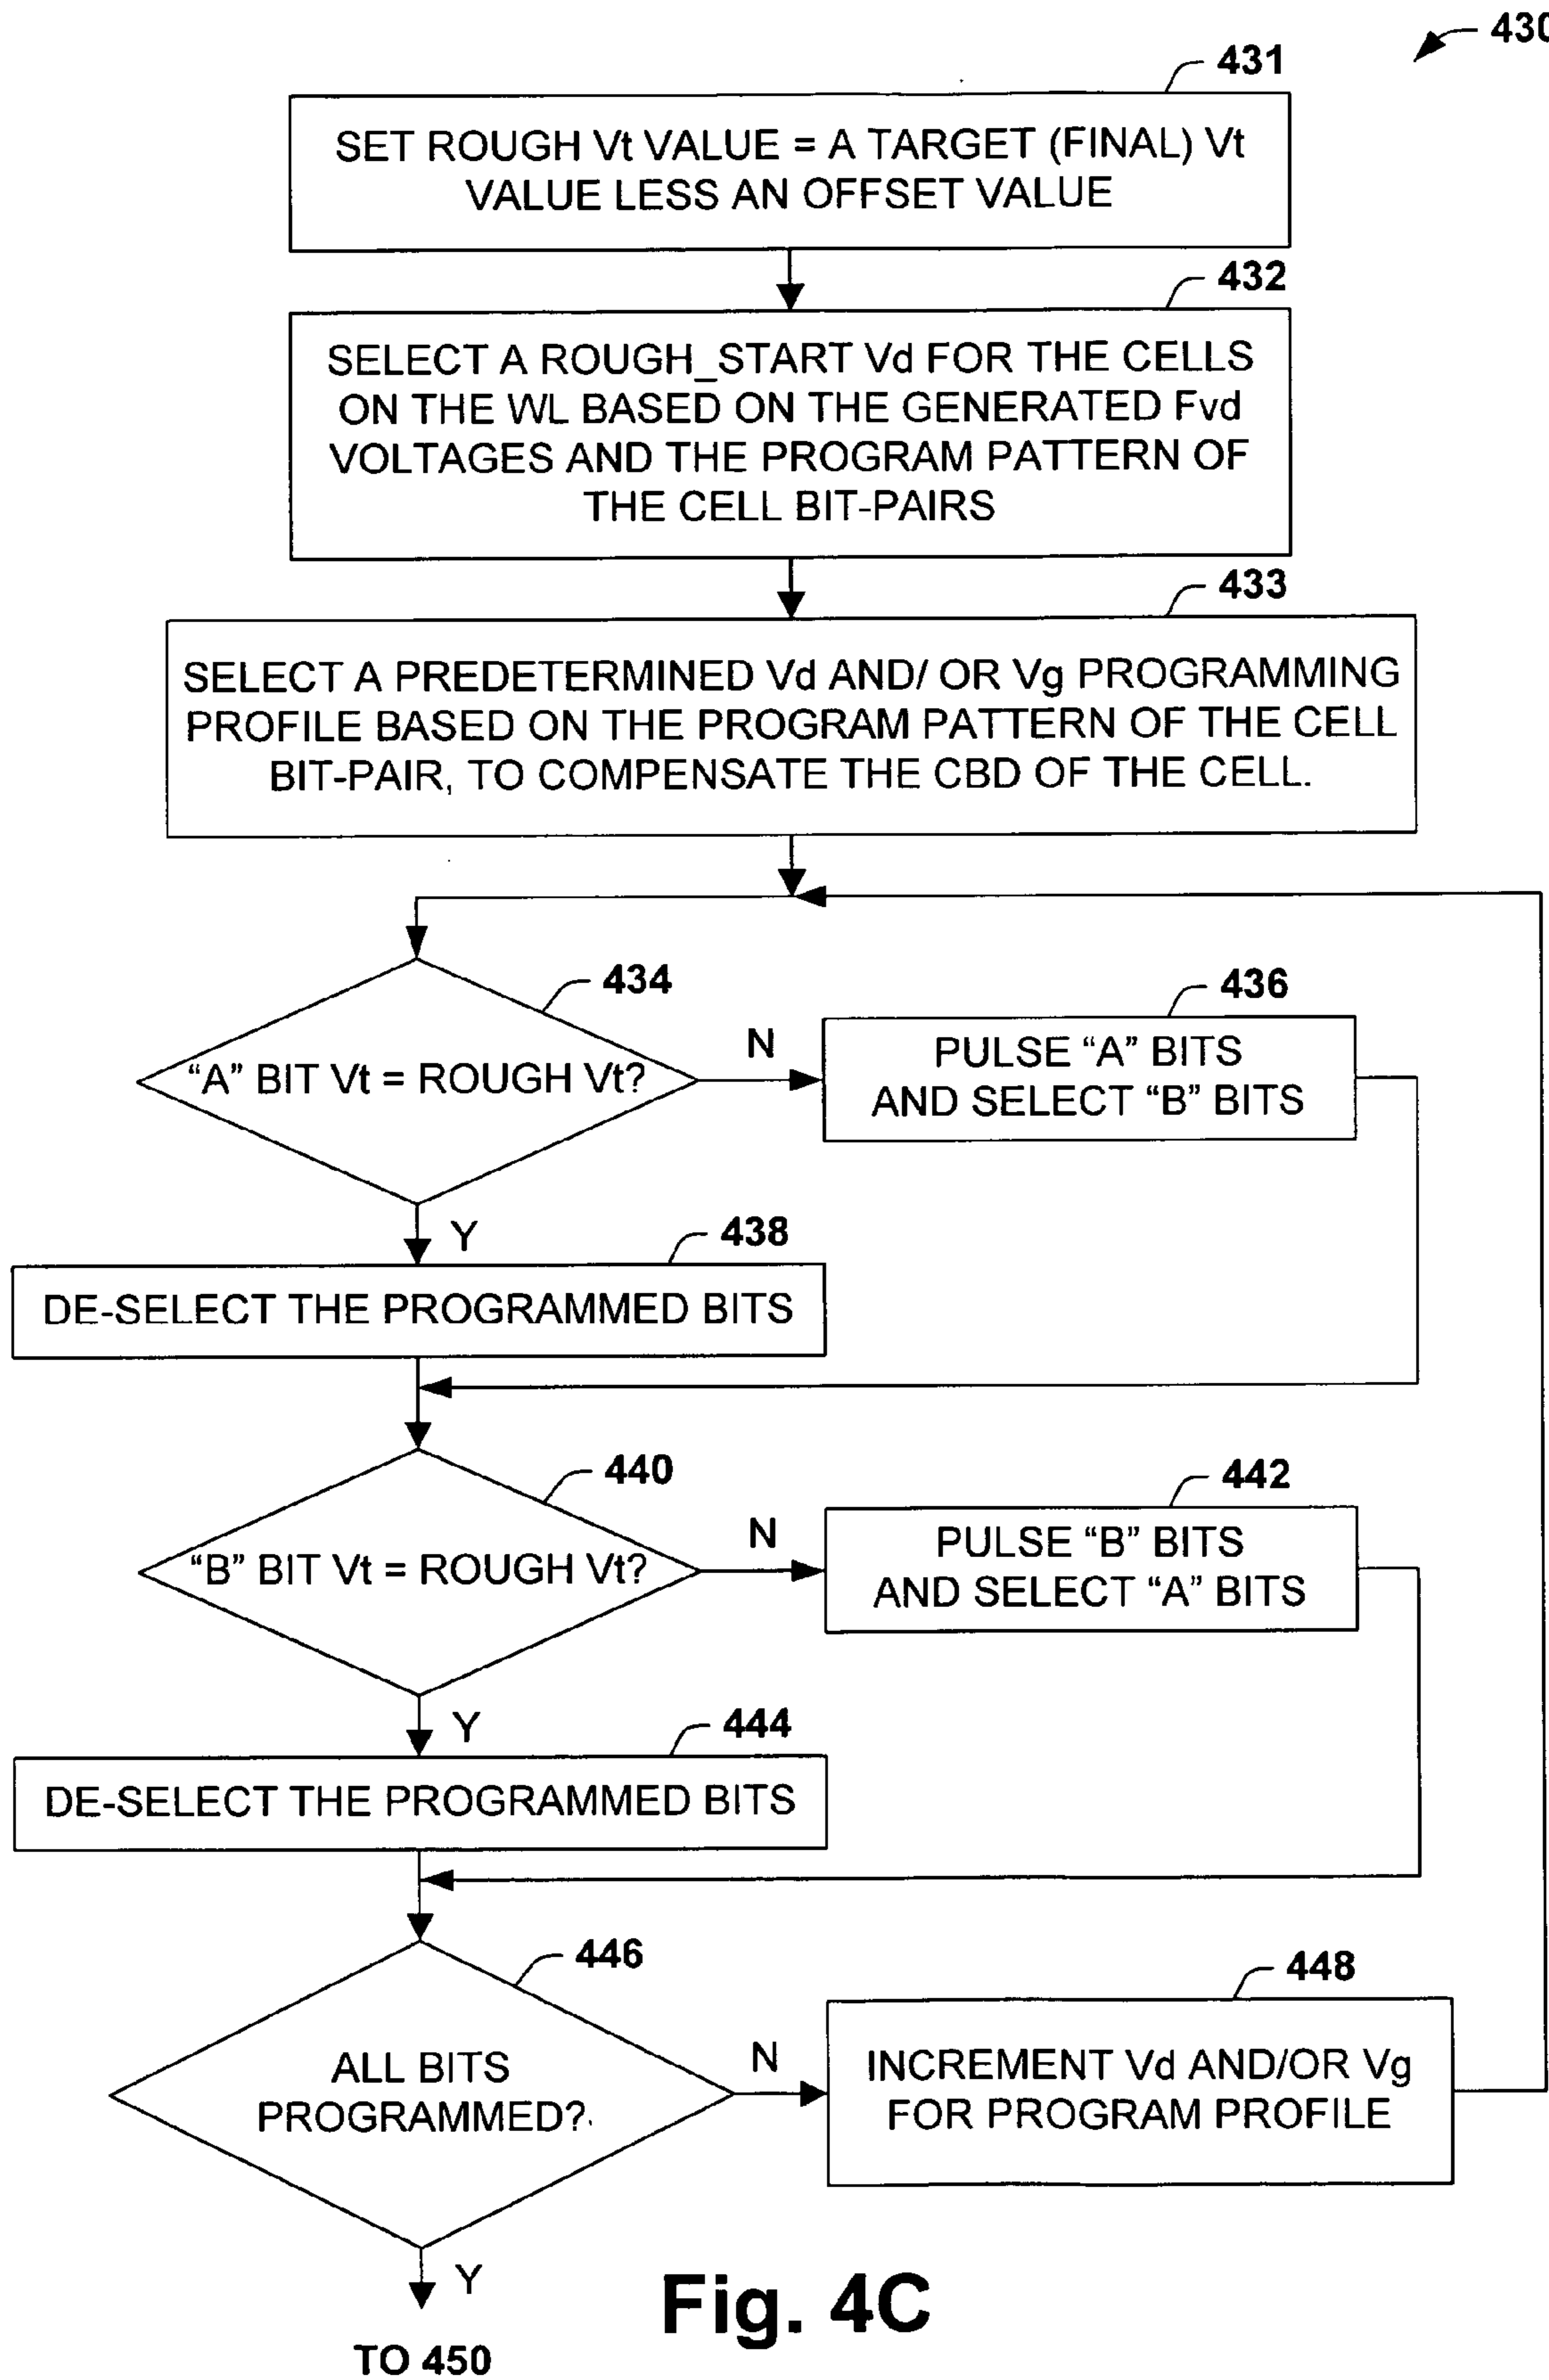 430
431
SET ROUGH Vt VALUE = A TARGET (FINAL) Vt
VALUE LESS AN OFFSET VALUE
432
SELECT A ROUGH_START Vd FOR THE CELLS
ON THE WL BASED ON THE GENERATED Fvd
VOLTAGES AND THE PROGRAM PATTERN OF
THE CELL BIT-PAIRS
433
SELECT A PREDETERMINED Vd AND/ OR Vg PROGRAMMING
PROFILE BASED ON THE PROGRAM PATTERN OF THE CELL
BIT-PAIR, TO COMPENSATE THE CBD OF THE CELL.
434
“A” BIT Vt = ROUGH Vt?
N
436
PULSE “A” BITS
AND SELECT “B” BITS
Y
438
DE-SELECT THE PROGRAMMED BITS
440
“B” BIT Vt = ROUGH Vt?
N
442
PULSE “B” BITS
AND SELECT “A” BITS
Y
444
DE-SELECT THE PROGRAMMED BITS
446
ALL BITS
PROGRAMMED?
N
448
INCREMENT Vd AND/OR Vg
FOR PROGRAM PROFILE
Y
TO 450
Fig. 4C